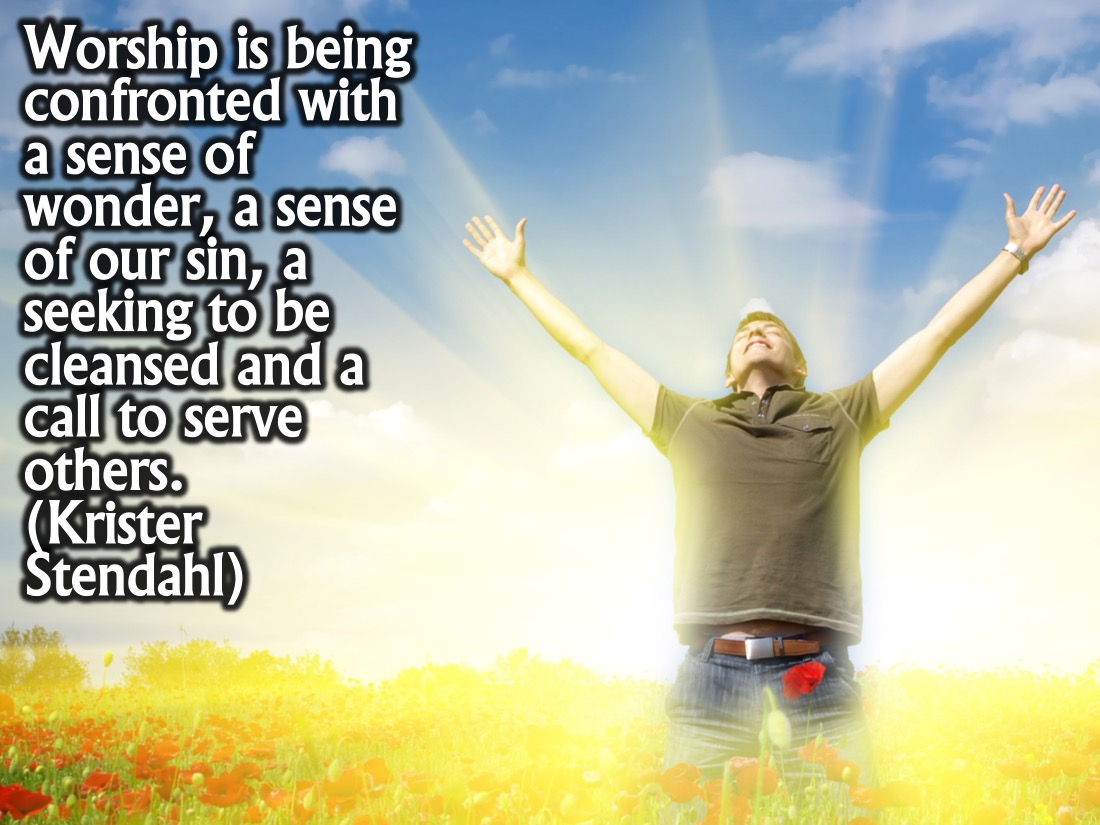 Worship is being
confronted with
a sense of
wonder, a sense
of our sin, a
seeking to be
cleansed and a
call to serve
others.
(Krister
Stendahl)